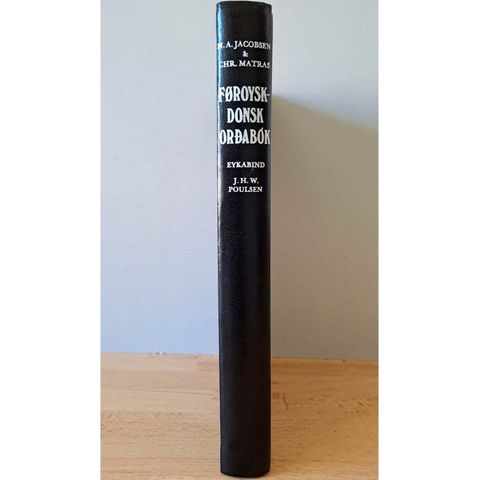 M. A. JACOBSEN
&
CHR. MATRAS
FØROYSK-
DONSK
ORÐABÓK
EYKABIND
J. H. W.
POULSEN